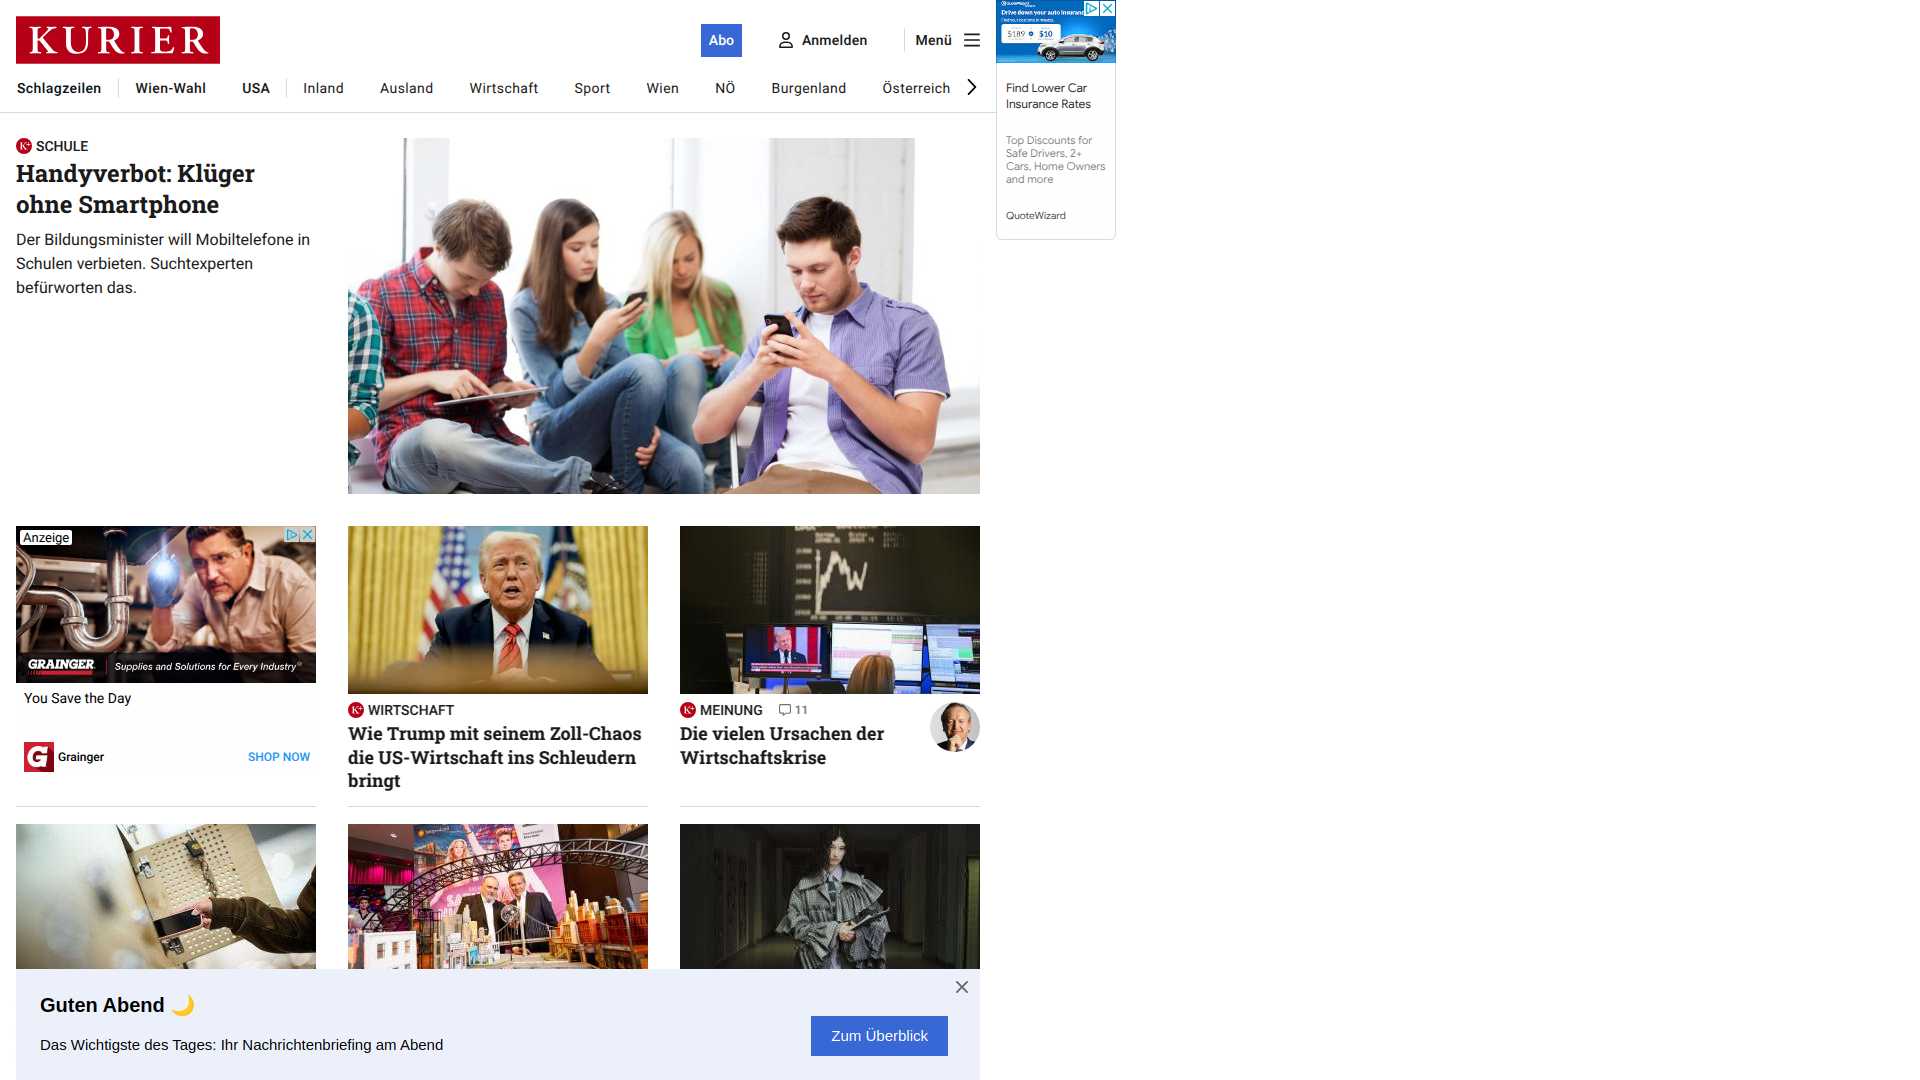 KURIER
Abo
Anmelden
Menü
Schlagzeilen
Wien-Wahl
USA
Inland
Ausland
Wirtschaft
Sport
Wien
NÖ
Burgenland
Österreich
SCHULE
Handyverbot: Klüger
ohne Smartphone
Der Bildungsminister will Mobiltelefone in
Schulen verbieten. Suchtexperten
befürworten das.
Drive down your auto insurance
$189
$10
Find Lower Car
Insurance Rates
Top Discounts for
Safe Drivers, 2+
Cars, Home Owners
and more
QuoteWizard
Anzeige
GRAINGER
Supplies and Solutions for Every Industry
You Save the Day
Grainger
SHOP NOW
K+ WIRTSCHAFT
Wie Trump mit seinem Zoll-Chaos
die US-Wirtschaft ins Schleudern
bringt
K+ MEINUNG
11
Die vielen Ursachen der
Wirtschaftskrise
Guten Abend
Das Wichtigste des Tages: Ihr Nachrichtenbriefing am Abend
Zum Überblick